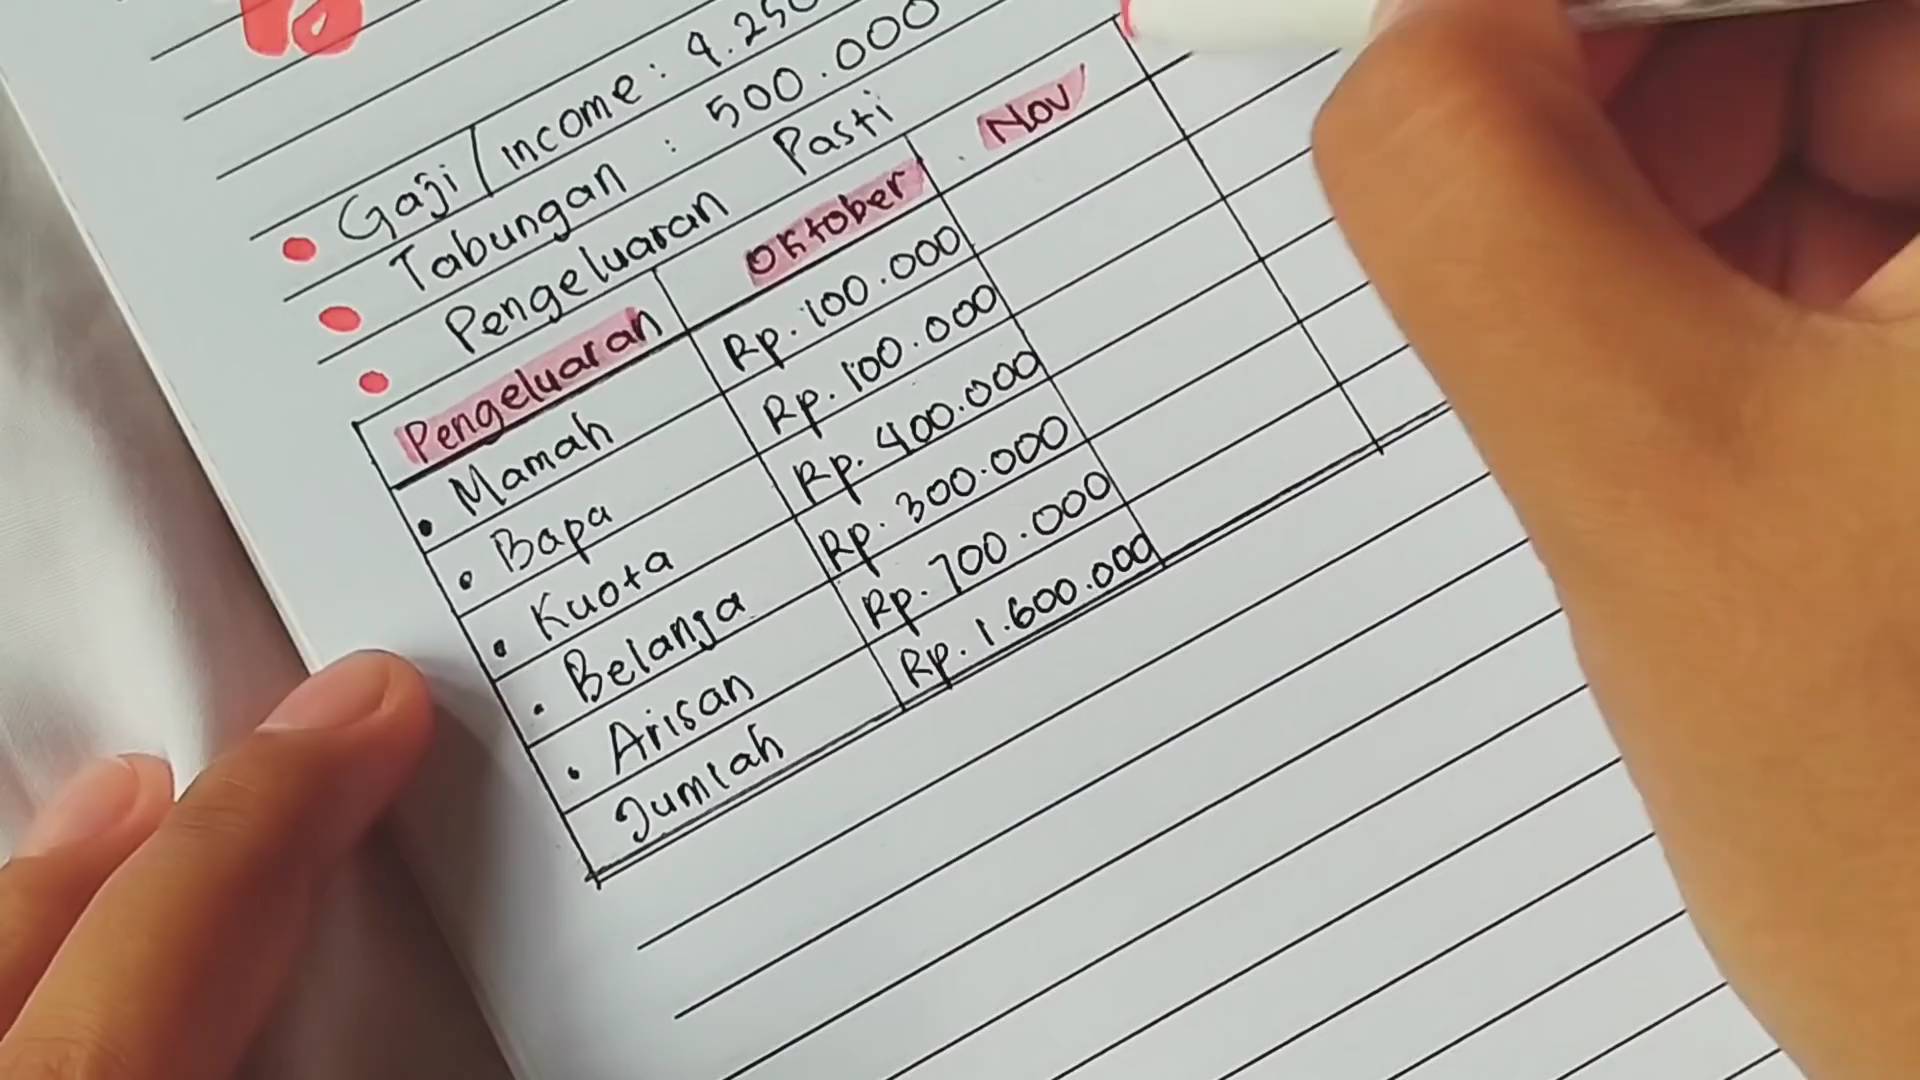 Gaji/income : 4.250
Tabungan : 500.000
Pengeluaran Pasti
Pengeluaran Oktober Nov
• Mamah Rp. 100.000
• Bapa Rp. 100.000
• Kuota Rp. 400.000
• Belanja Rp. 300.000
• Arisan Rp. 700.000
Jumlah Rp. 1.600.000